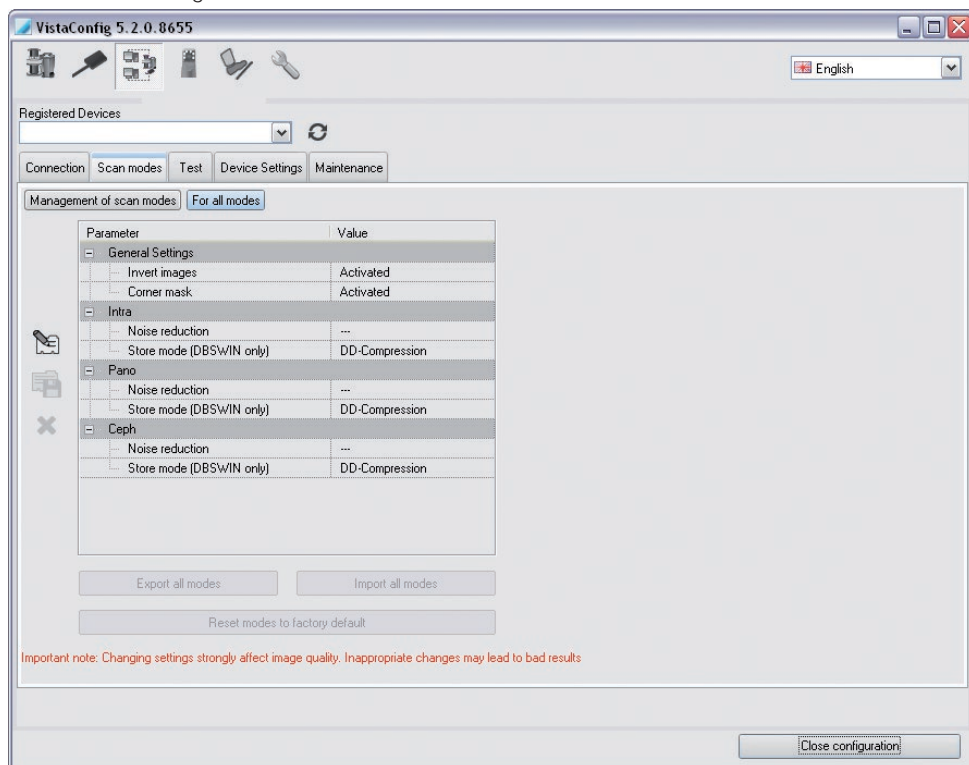 VistaConfig 5.2.0.8655
English
Registered Devices
Connection Scan modes Test Device Settings Maintenance
Management of scan modes For all modes
Parameter Value
General Settings
Invert images Activated
Corner mask Activated
Intra
Noise reduction ---
Store mode (DBSWIN only) DD-Compression
Pano
Noise reduction ---
Store mode (DBSWIN only) DD-Compression
Ceph
Noise reduction ---
Store mode (DBSWIN only) DD-Compression
Export all modes Import all modes
Reset modes to factory default
Important note: Changing settings strongly affect image quality. Inappropriate changes may lead to bad results
Close configuration